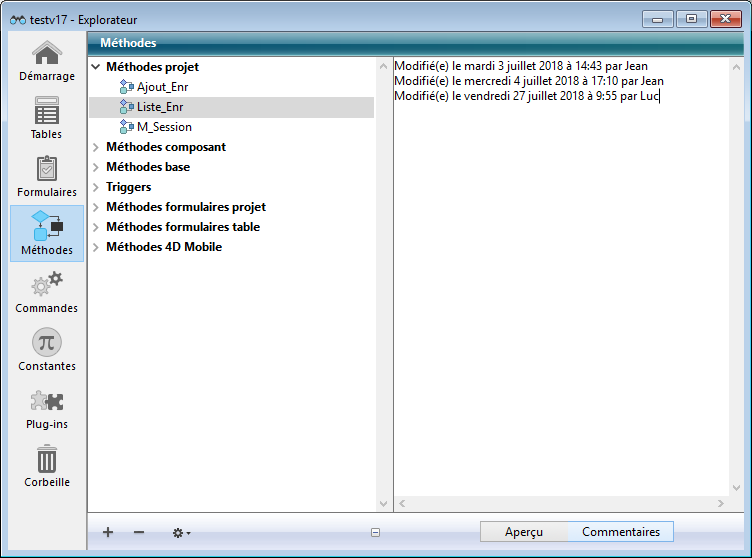 testv17 - Explorateur
Démarrage
Tables
Formulaires
Méthodes
Commandes
Constantes
Plug-ins
Corbeille
Méthodes
Méthodes projet
Ajout_Enr
Liste_Enr
M_Session
Méthodes composant
Méthodes base
Triggers
Méthodes formulaires projet
Méthodes formulaires table
Méthodes 4D Mobile
Modifié(e) le mardi 3 juillet 2018 à 14:43 par Jean
Modifié(e) le mercredi 4 juillet 2018 à 17:10 par Jean
Modifié(e) le vendredi 27 juillet 2018 à 9:55 par Luc
Aperçu
Commentaires